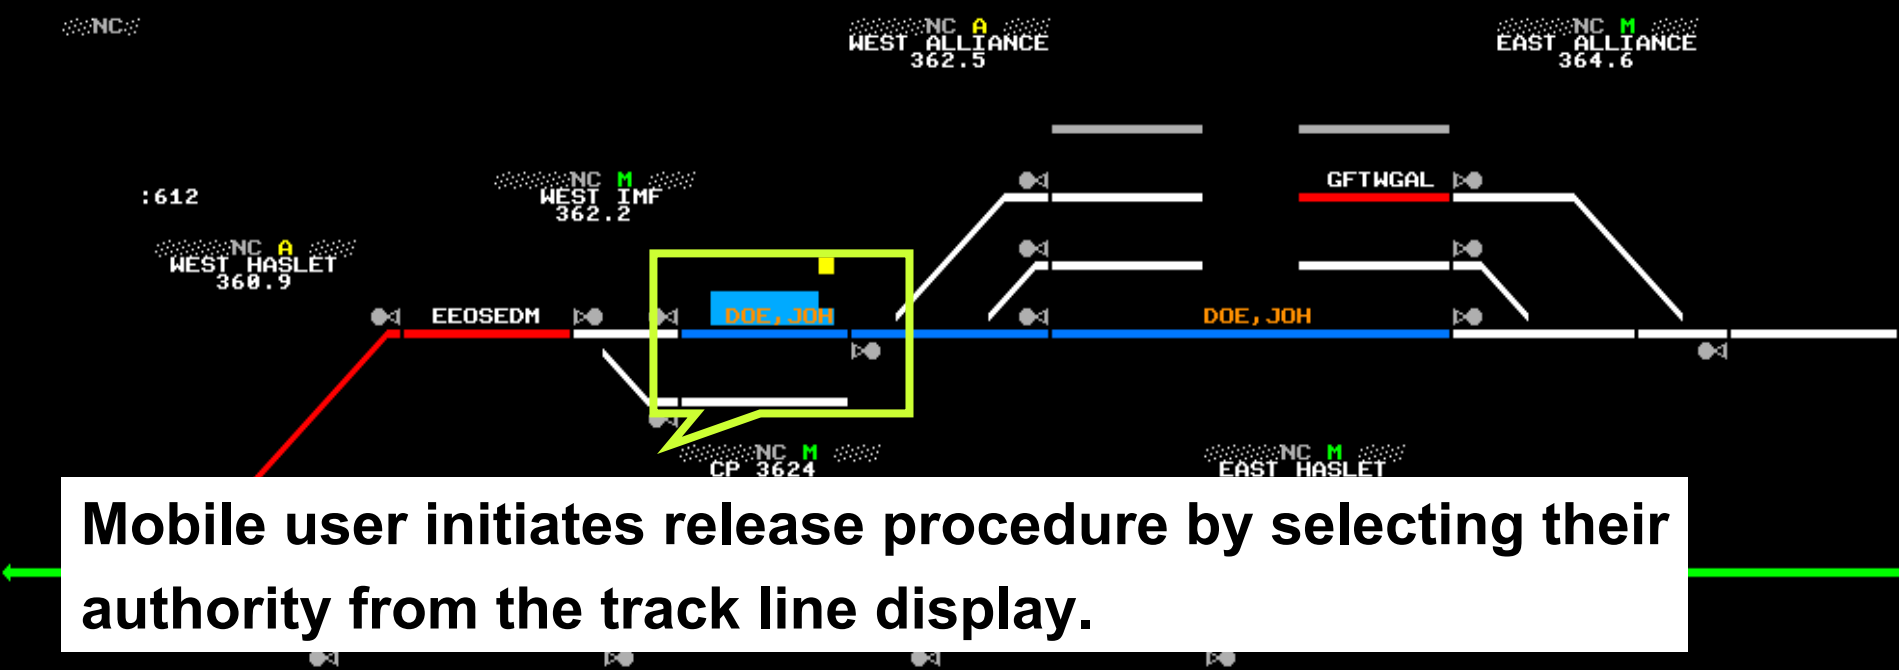 NC
NC A
WEST ALLIANCE
362.5
NC M
EAST ALLIANCE
364.6
:612
NC M
WEST IMF
362.2
GFTWGAL
NC A
WEST HASLET
360.9
EEOSEDM
DOE,JOH
DOE,JOH
NC M
CP 3624
NC M
EAST HASLET
Mobile user initiates release procedure by selecting their
authority from the track line display.